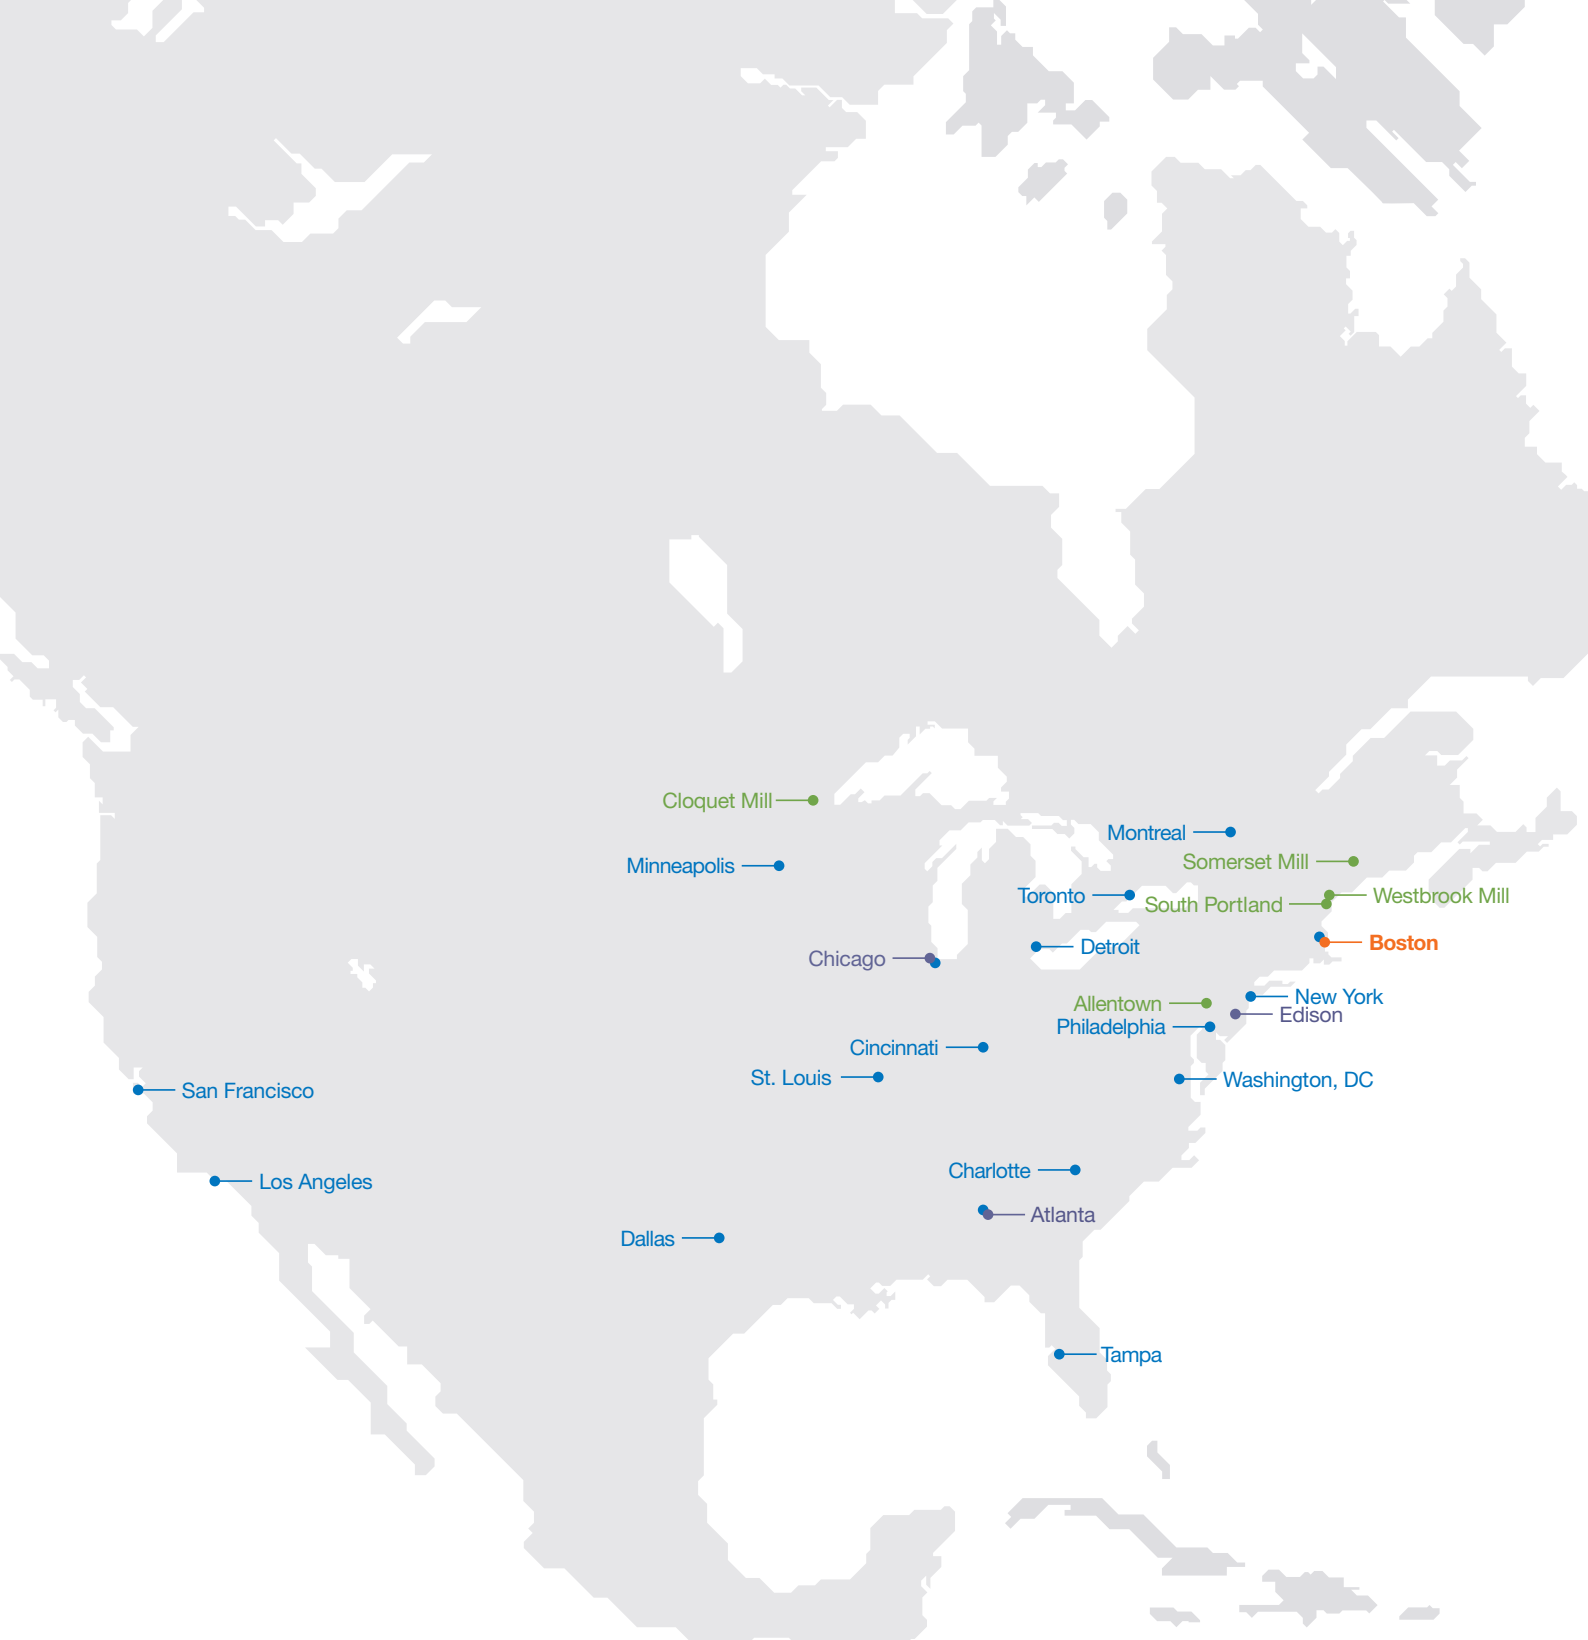 Cloquet Mill
Montreal
Minneapolis
Somerset Mill
Toronto
Westbrook Mill
South Portland
Boston
Detroit
Chicago
New York
Allentown
Edison
Philadelphia
Cincinnati
St. Louis
Washington, DC
San Francisco
Charlotte
Los Angeles
Atlanta
Dallas
Tampa